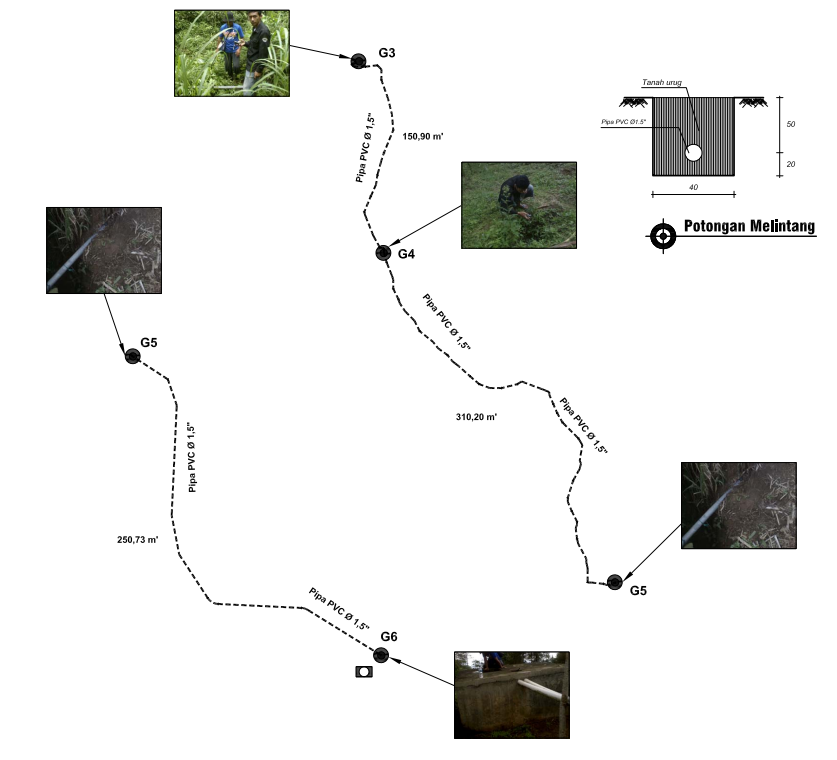 G3
Pipa PVC Ø 1,5"
150,90 m'
Tanah urug
Pipa PVC Ø1.5"
50
20
40
Potongan Melintang
G4
Pipa PVC Ø 1,5"
310,20 m'
Pipa PVC Ø 1,5"
G5
G5
Pipa PVC Ø 1,5"
250,73 m'
Pipa PVC Ø 1,5"
G6